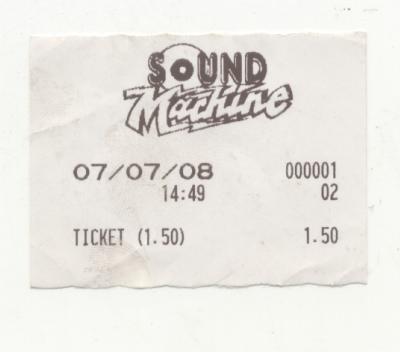 SOUND
Machine
07/07/08 000001
14:49 02
TICKET (1.50) 1.50